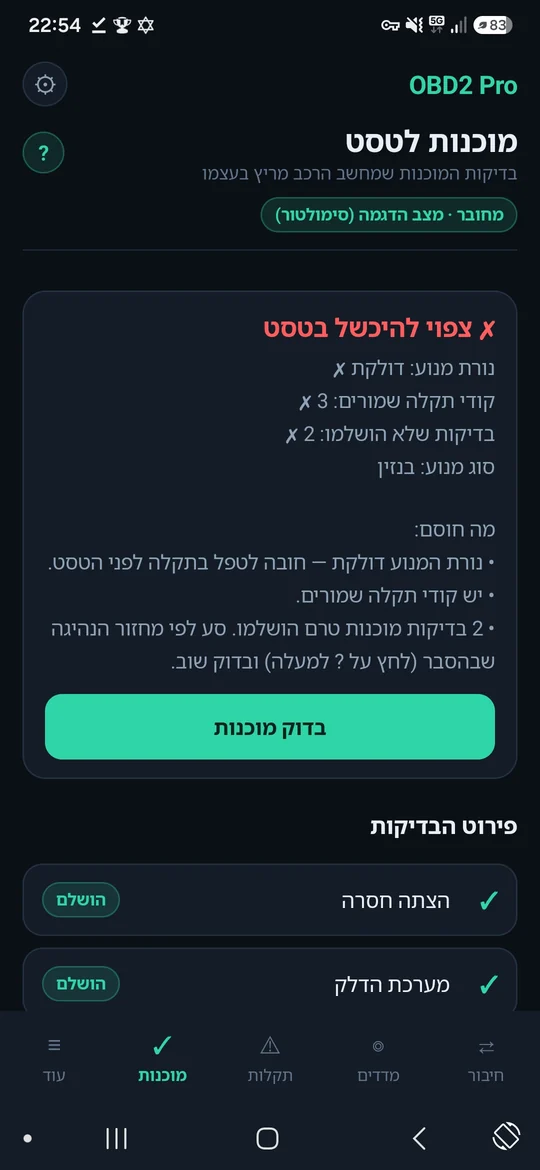 22:54
5G
83
OBD2 Pro
מוכנות לטסט
?
בדיקות המוכנות שמחשב הרכב מריץ בעצמו
מחובר · מצב הדגמה (סימולטור)
✗ צפוי להיכשל בטסט
נורת מנוע: דולקת ✗
קודי תקלה שמורים: 3 ✗
בדיקות שלא הושלמו: 2 ✗
סוג מנוע: בנזין
מה חוסם:
• נורת המנוע דולקת — חובה לטפל בתקלה לפני הטסט.
• יש קודי תקלה שמורים.
• 2 בדיקות מוכנות טרם הושלמו. סע לפי מחזור הנהיגה
שבהסבר (לחץ על ? למעלה) ובדוק שוב.
בדוק מוכנות
פירוט הבדיקות
✓ הצתה חסרה הושלם
✓ מערכת הדלק הושלם
חיבור מדדים תקלות מוכנות עוד